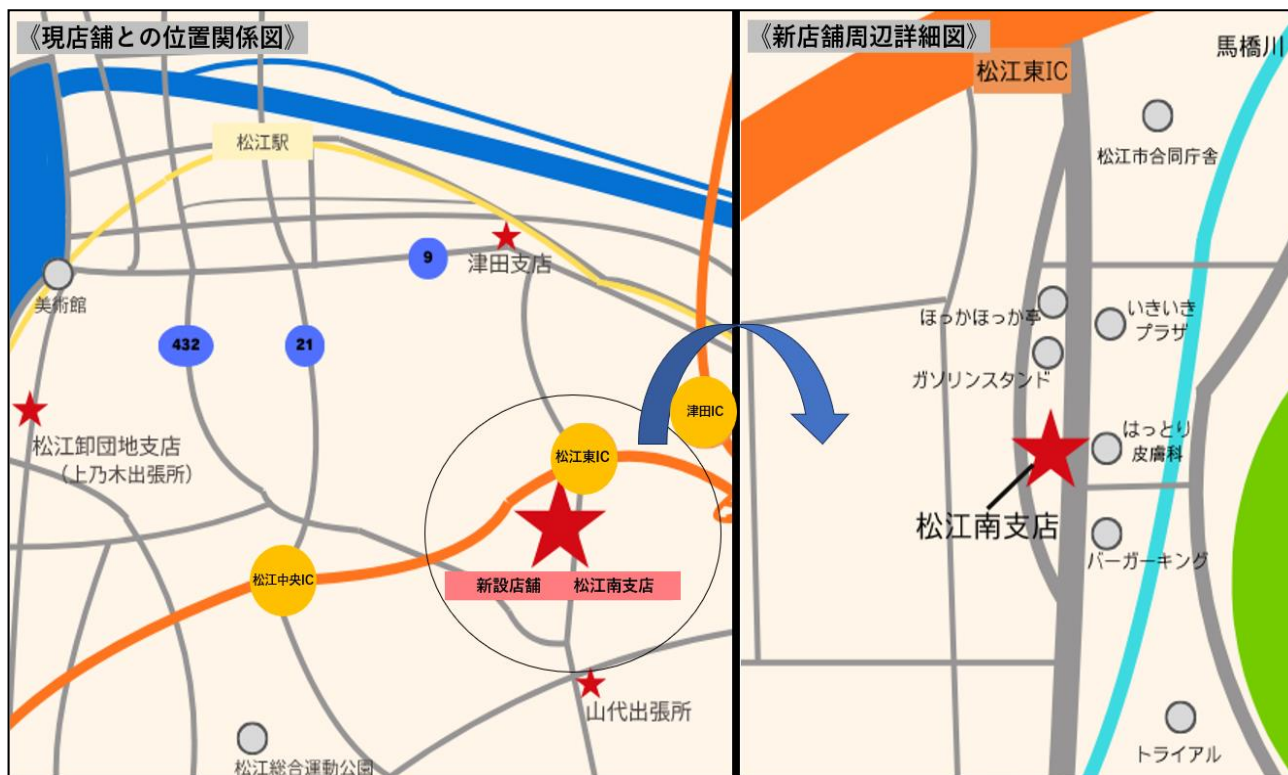 《現店舗との位置関係図》
松江駅
9
津田支店
美術館
432
21
津田IC
松江卸団地支店
（上乃木出張所）
松江東IC
松江中央IC
新設店舗　松江南支店
山代出張所
松江総合運動公園
《新店舗周辺詳細図》
馬橋川
松江東IC
松江市合同庁舎
ほっかほっか亭
いきいき
プラザ
ガソリンスタンド
はっとり
皮膚科
松江南支店
バーガーキング
トライアル